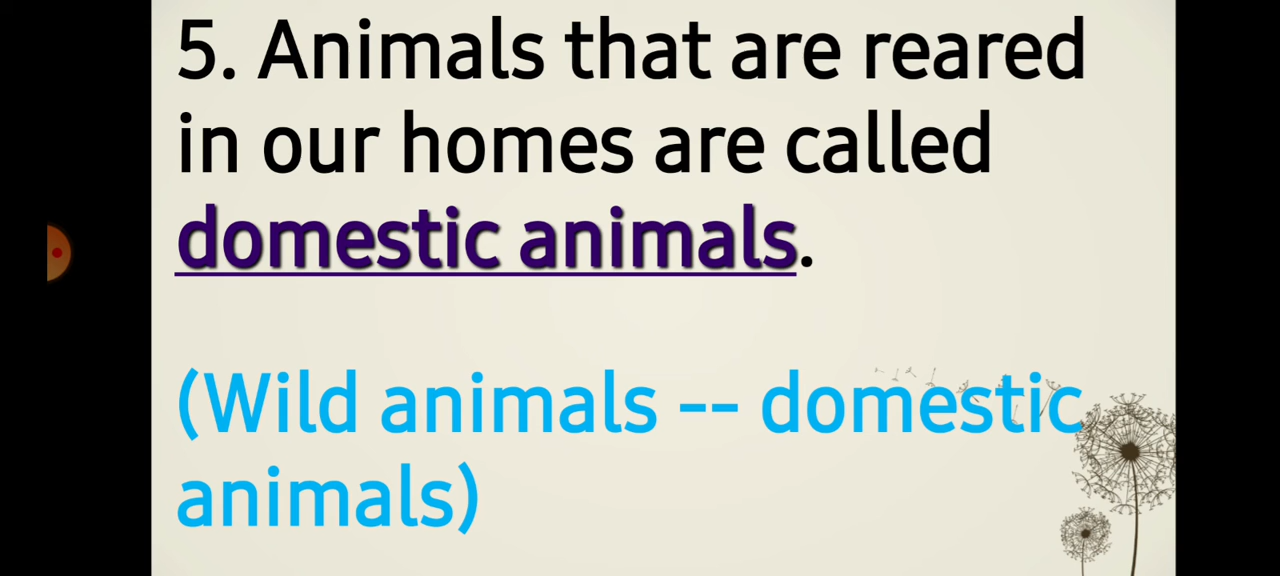 5. Animals that are reared
in our homes are called
domestic animals.
(Wild animals -- domestic
animals)